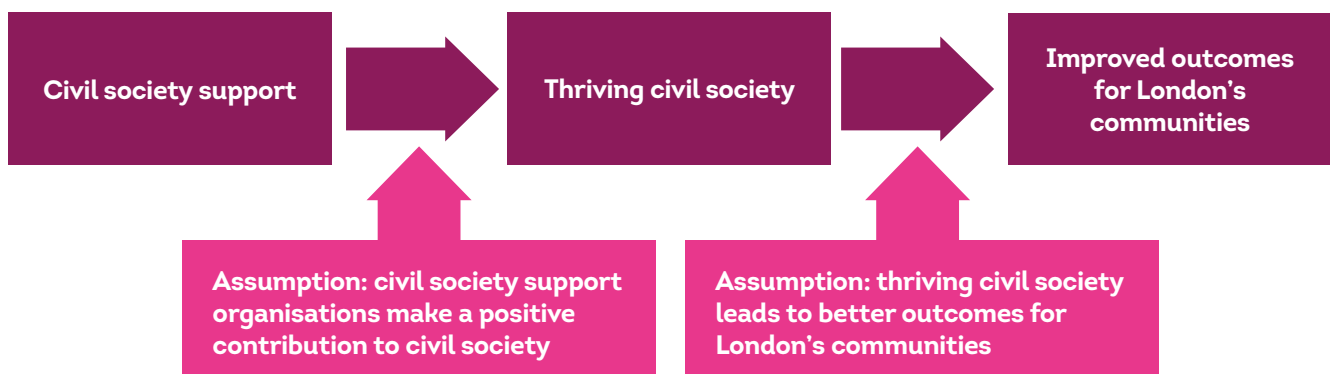 Civil society support
Thriving civil society
Improved outcomes
for London’s
communities
Assumption: civil society support
organisations make a positive
contribution to civil society
Assumption: thriving civil society
leads to better outcomes for
London’s communities